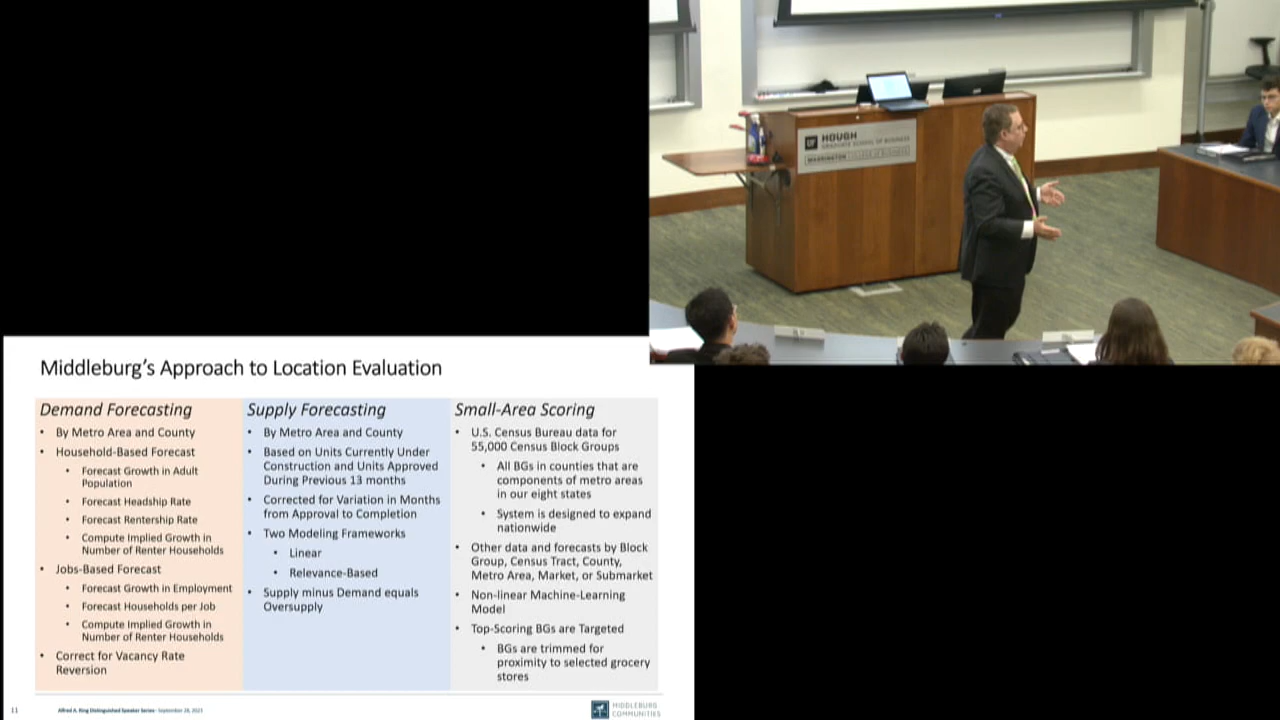 UF HOUGH
GRADUATE SCHOOL OF BUSINESS
WARRINGTON COLLEGE OF BUSINESS
Middleburg's Approach to Location Evaluation
Demand Forecasting
• By Metro Area and County
• Household-Based Forecast
• Forecast Growth in Adult
Population
• Forecast Headship Rate
• Forecast Rentership Rate
• Compute Implied Growth in
Number of Renter Households
• Jobs-Based Forecast
• Forecast Growth in Employment
• Forecast Households per Job
• Compute Implied Growth in
Number of Renter Households
• Correct for Vacancy Rate
Reversion
Supply Forecasting
• By Metro Area and County
• Based on Units Currently Under
Construction and Units Approved
During Previous 13 months
• Corrected for Variation in Months
from Approval to Completion
• Two Modeling Frameworks
• Linear
• Relevance-Based
• Supply minus Demand equals
Oversupply
Small-Area Scoring
• U.S. Census Bureau data for
55,000 Census Block Groups
• All BGs in counties that are
components of metro areas
in our eight states
• System is designed to expand
nationwide
• Other data and forecasts by Block
Group, Census Tract, County,
Metro Area, Market, or Submarket
• Non-linear Machine-Learning
Model
• Top-Scoring BGs are Targeted
• BGs are trimmed for
proximity to selected grocery
stores
11
Alfred A. Ring Distinguished Speaker Series - September 28, 2023
MIDDLEBURG
COMMUNITIES